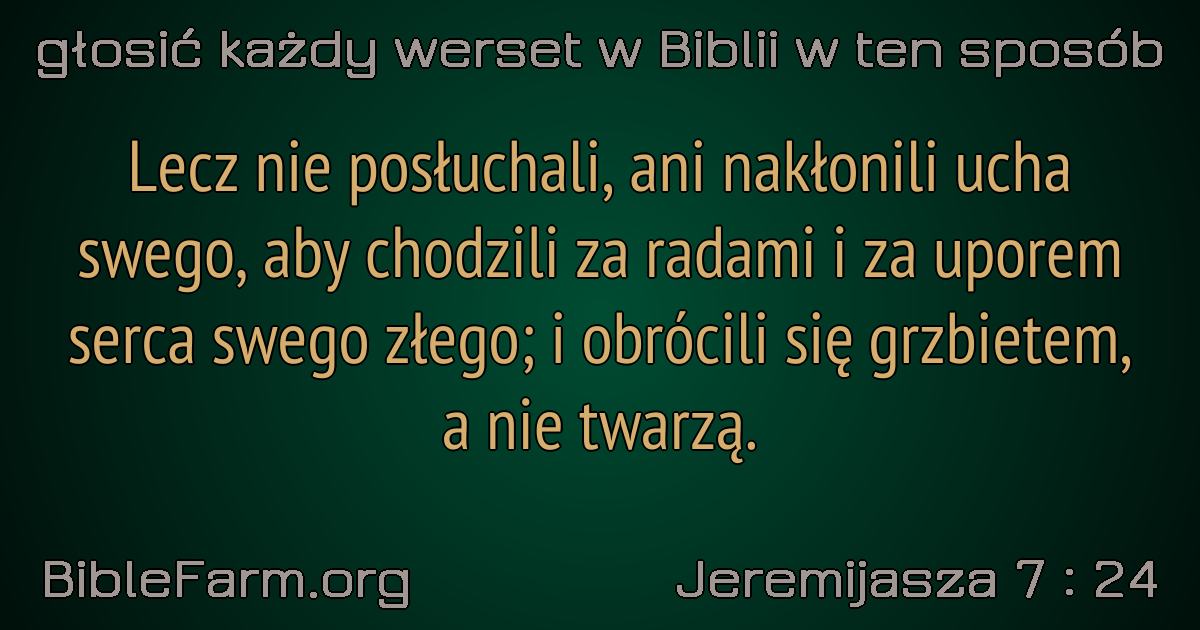 głosić każdy werset w Biblii w ten sposób
Lecz nie posłuchali, ani nakłonili ucha
swego, aby chodzili za radami i za uporem
serca swego złego; i obrócili się grzbietem,
a nie twarzą.
BibleFarm.org
Jeremijasza 7 : 24